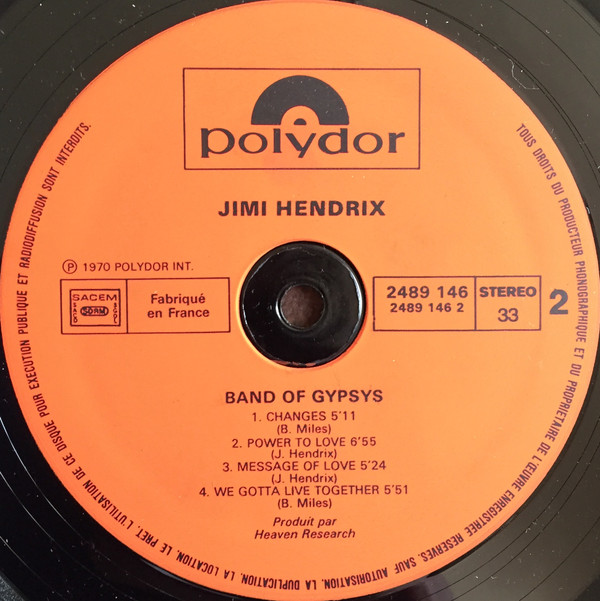 polydor
JIMI HENDRIX
Ⓟ 1970 POLYDOR INT.
SACEM
SDRM
Fabriqué
en France
2489 146
2489 146 2
STEREO
33
2
BAND OF GYPSYS
1. CHANGES 5'11
(B. Miles)
2. POWER TO LOVE 6'55
(J. Hendrix)
3. MESSAGE OF LOVE 5'24
(J. Hendrix)
4. WE GOTTA LIVE TOGETHER 5'51
(B. Miles)
Produit par
Heaven Research
TOUS DROITS DU PRODUCTEUR PHONOGRAPHIQUE ET DU PROPRIETAIRE DE L'ŒUVRE ENREGISTREE RESERVES. SAUF AUTORISATION, LA DUPLICATION, LA LOCATION, LE PRET, L'UTILISATION DE CE DISQUE POUR EXECUTION PUBLIQUE ET RADIODIFFUSION SONT INTERDITS.